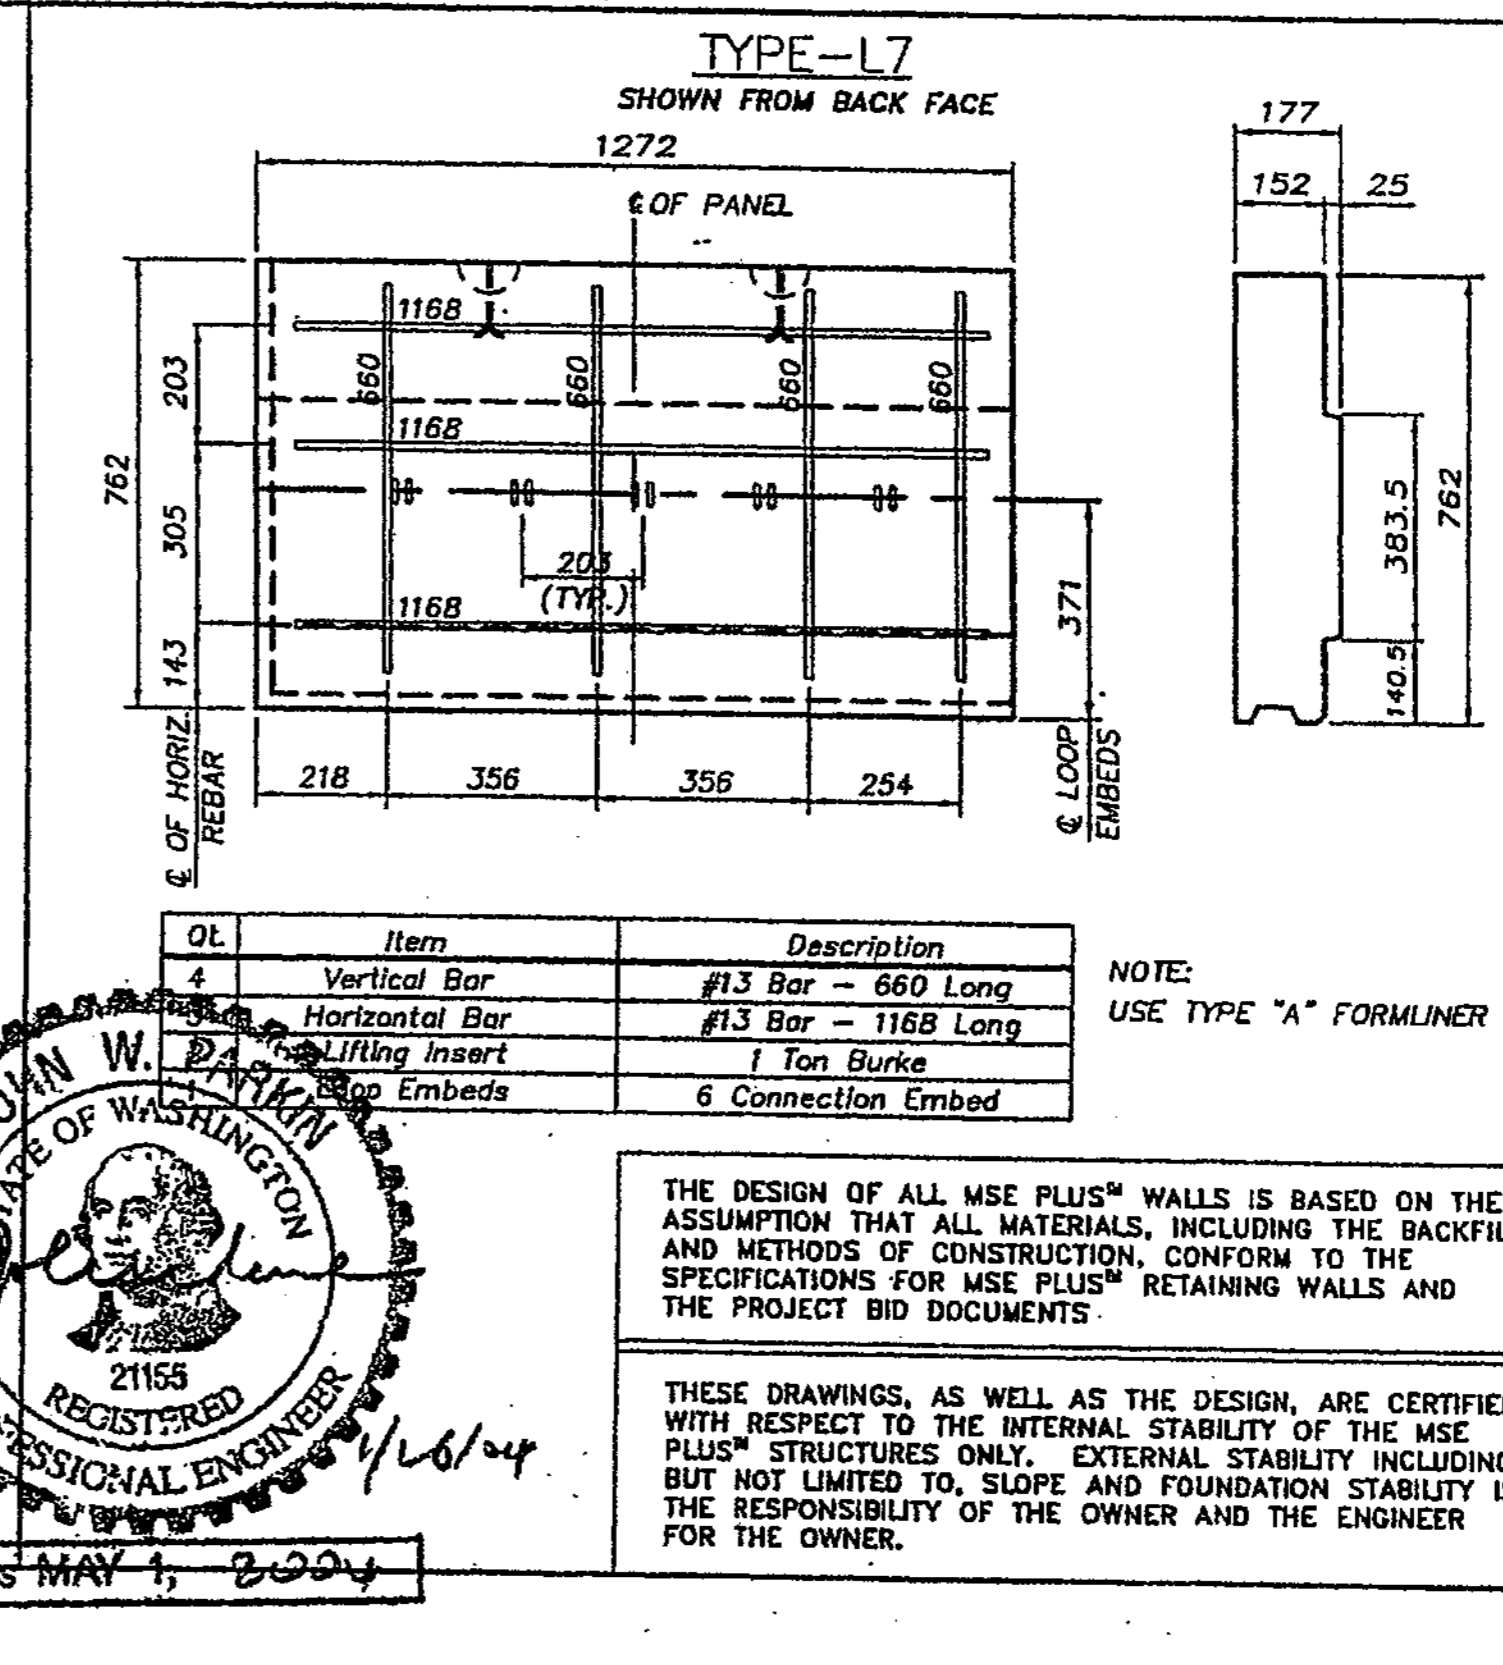 TYPE-L7
SHOWN FROM BACK FACE
1272
℄ OF PANEL
177
152 25
1168
660 660 660 660
1168
203
762
305
203
(TYP.)
1168
143
371
383.5
762
140.5
℄ OF HORIZ.
REBAR
218 356 356 254
℄ LOOP
EMBEDS
Qt. Item Description
4 Vertical Bar #13 Bar - 660 Long
Horizontal Bar #13 Bar - 1168 Long
Lifting Insert 1 Ton Burke
1 Loop Embeds 6 Connection Embed
NOTE:
USE TYPE "A" FORMLINER
JOHN W. PARKIN
STATE OF WASHINGTON
21155
REGISTERED
ESSIONAL ENGINEER
THE DESIGN OF ALL MSE PLUS℠ WALLS IS BASED ON THE
ASSUMPTION THAT ALL MATERIALS, INCLUDING THE BACKFIL
AND METHODS OF CONSTRUCTION, CONFORM TO THE
SPECIFICATIONS FOR MSE PLUS℠ RETAINING WALLS AND
THE PROJECT BID DOCUMENTS
THESE DRAWINGS, AS WELL AS THE DESIGN, ARE CERTIFIE
WITH RESPECT TO THE INTERNAL STABILITY OF THE MSE
PLUS℠ STRUCTURES ONLY. EXTERNAL STABILITY INCLUDING
BUT NOT LIMITED TO, SLOPE AND FOUNDATION STABILITY IS
THE RESPONSIBILITY OF THE OWNER AND THE ENGINEER
FOR THE OWNER.
S MAY 1,